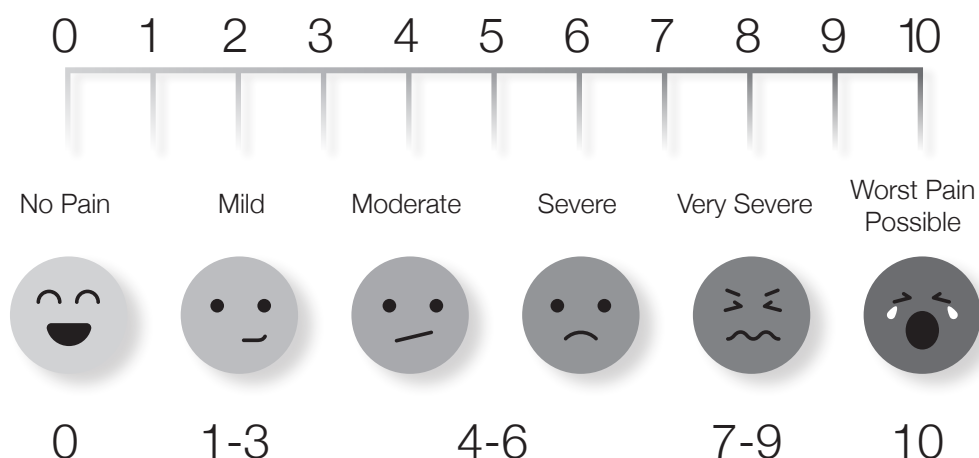 0 1 2 3 4 5 6 7 8 9 10
No Pain Mild Moderate Severe Very Severe Worst Pain
Possible
0 1-3 4-6 7-9 10